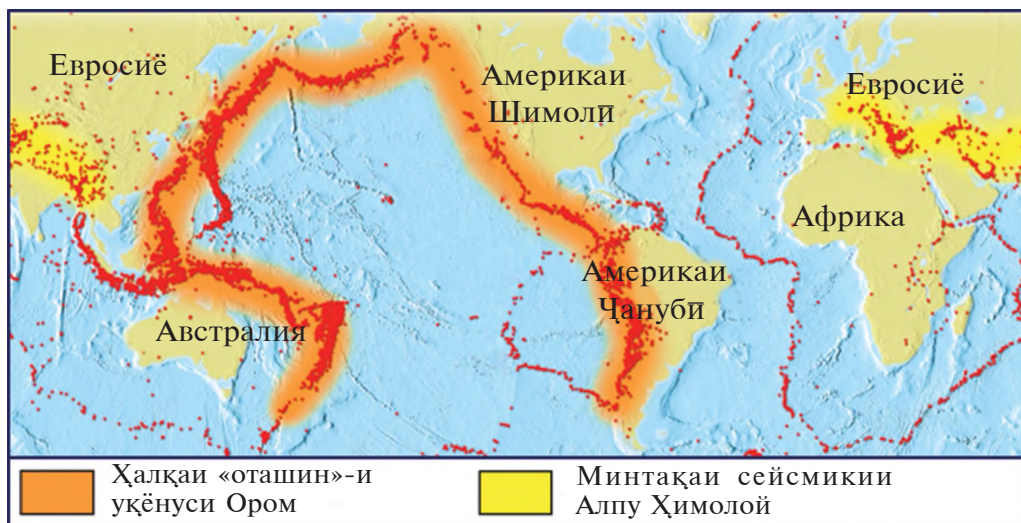 Евросиё
Америкаи
Шимолӣ
Евросиё
Африка
Америкаи
Ҷанубӣ
Австралия
Ҳалқаи «оташин»-и
уқёнуси Ором
Минтақаи сейсмикии
Алпу Ҳимолой